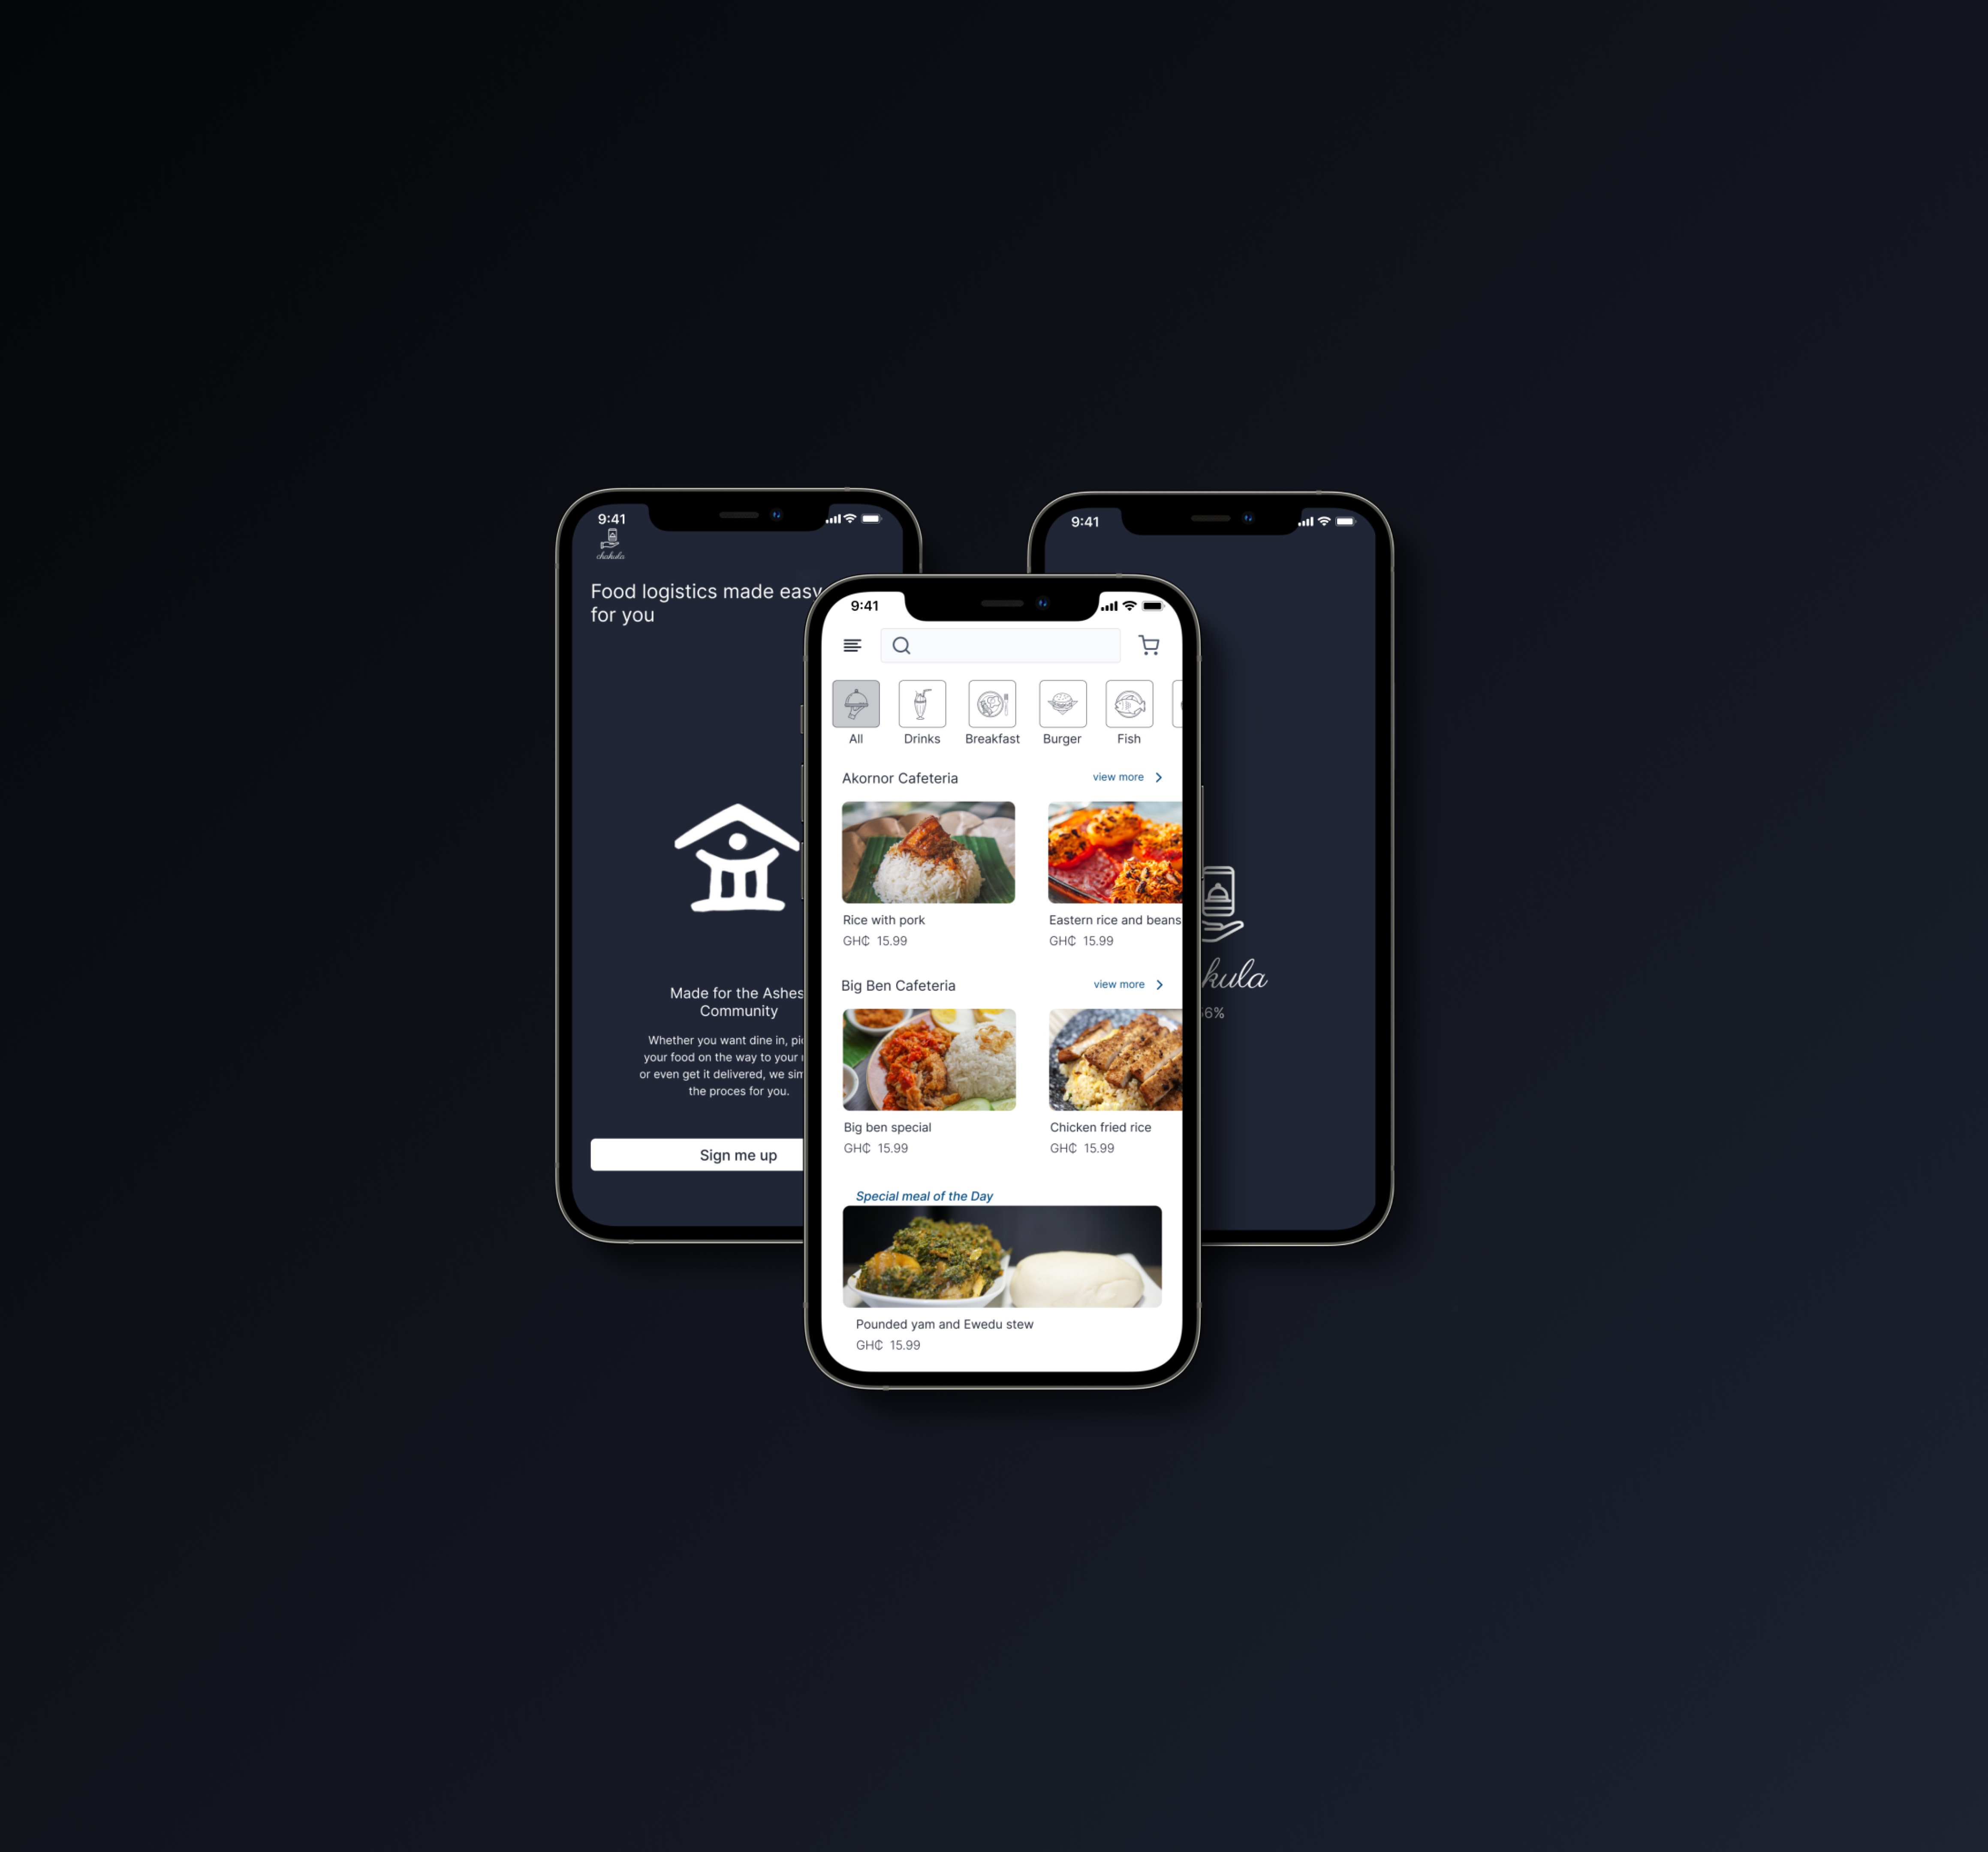 9:41
chakula
Food logistics made easy
for you
Made for the
Community
Whether you want dine in,
your food on the way to your
or even get it delivered, we
the proces for you.
Sign me up
9:41
All
Drinks
Breakfast
Burger
Fish
Akornor Cafeteria
view more
Rice with pork
GH₵ 15.99
Eastern rice and beans
GH₵ 15.99
Big Ben Cafeteria
view more
Big ben special
GH₵ 15.99
Chicken fried rice
GH₵ 15.99
Special meal of the Day
Pounded yam and Ewedu stew
GH₵ 15.99
9:41
kula
6%